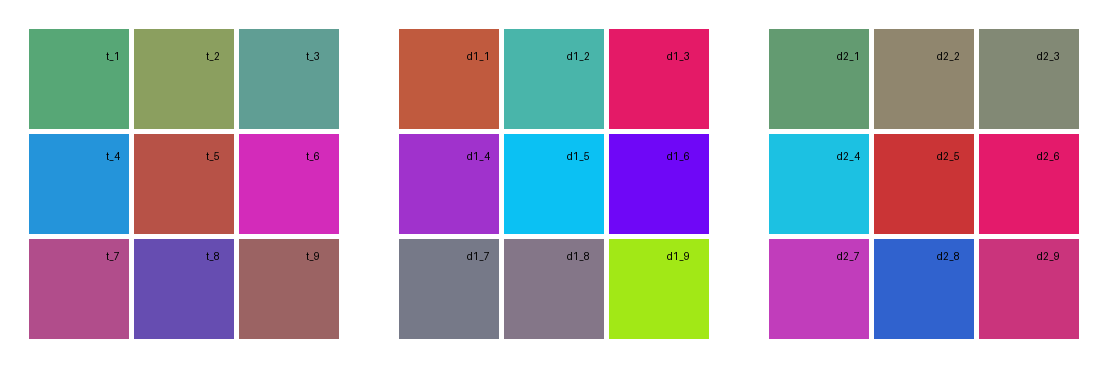 t_1 t_2 t_3 d1_1 d1_2 d1_3 d2_1 d2_2 d2_3
t_4 t_5 t_6 d1_4 d1_5 d1_6 d2_4 d2_5 d2_6
t_7 t_8 t_9 d1_7 d1_8 d1_9 d2_7 d2_8 d2_9